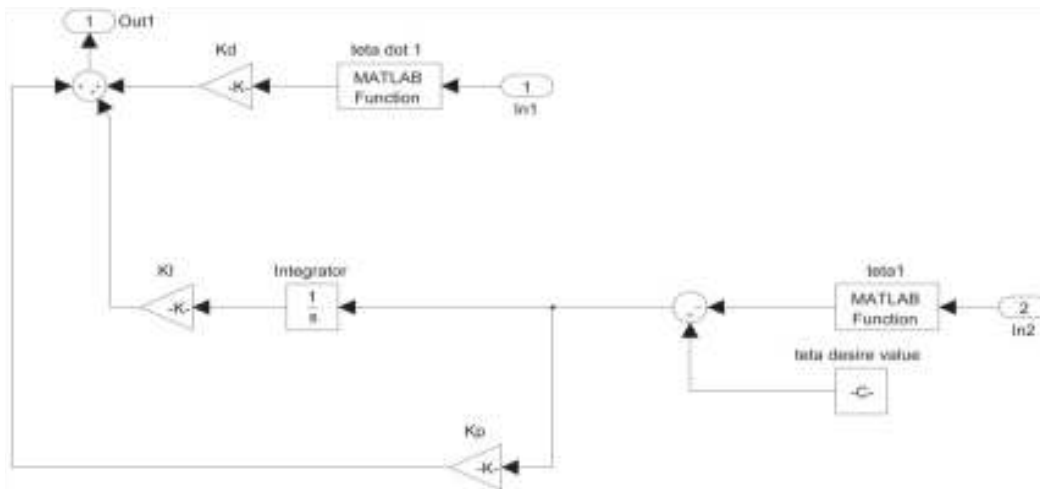 1
Out1
Kd
-K-
teta dot 1
MATLAB
Function
1
In1
KI
-K-
Integrator
1
s
teta1
MATLAB
Function
2
In2
teta desire value
-C-
Kp
-K-